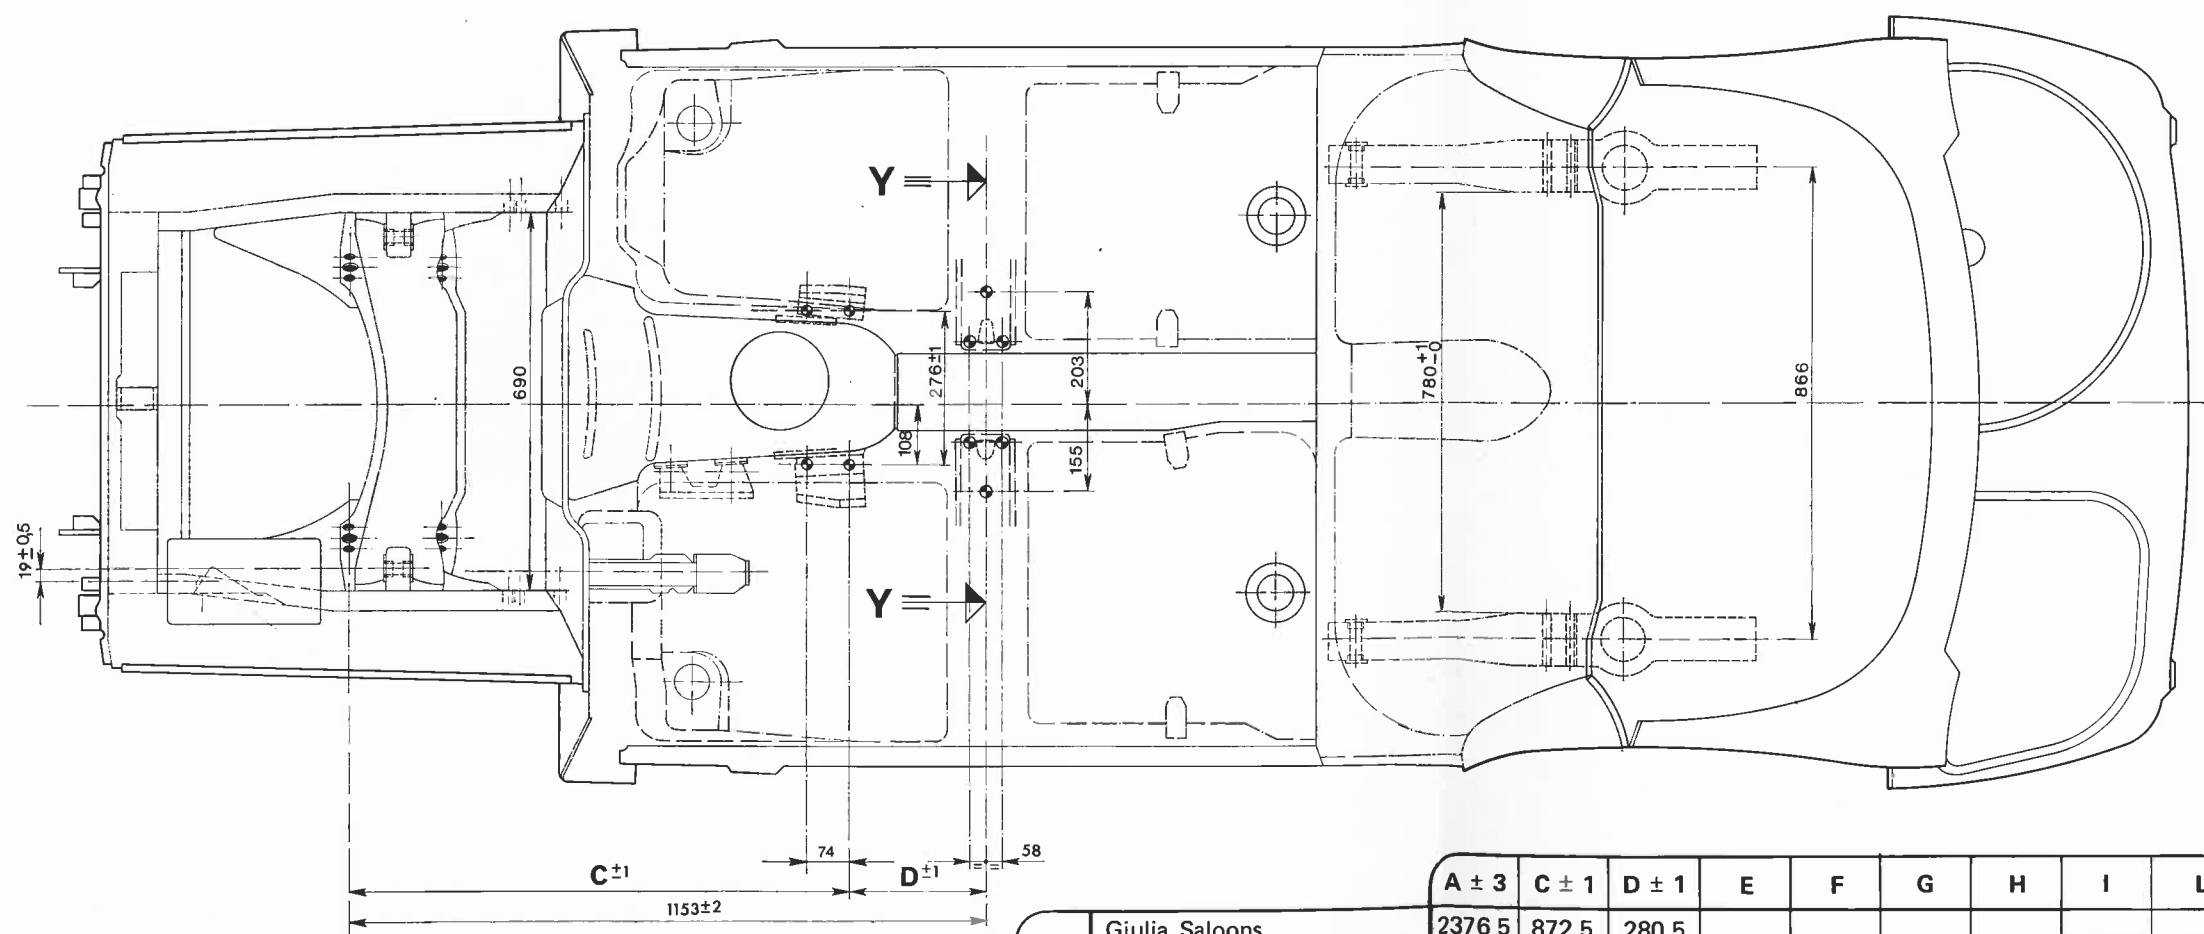 Y
690
276±1
203
780+1-0
866
108
155
19±0,5
Y
74
58
C±1
D±1
1153±2
A ± 3 C ± 1 D ± 1 E F G H I L
Giulia Saloons 2376 5 872 5 280 5